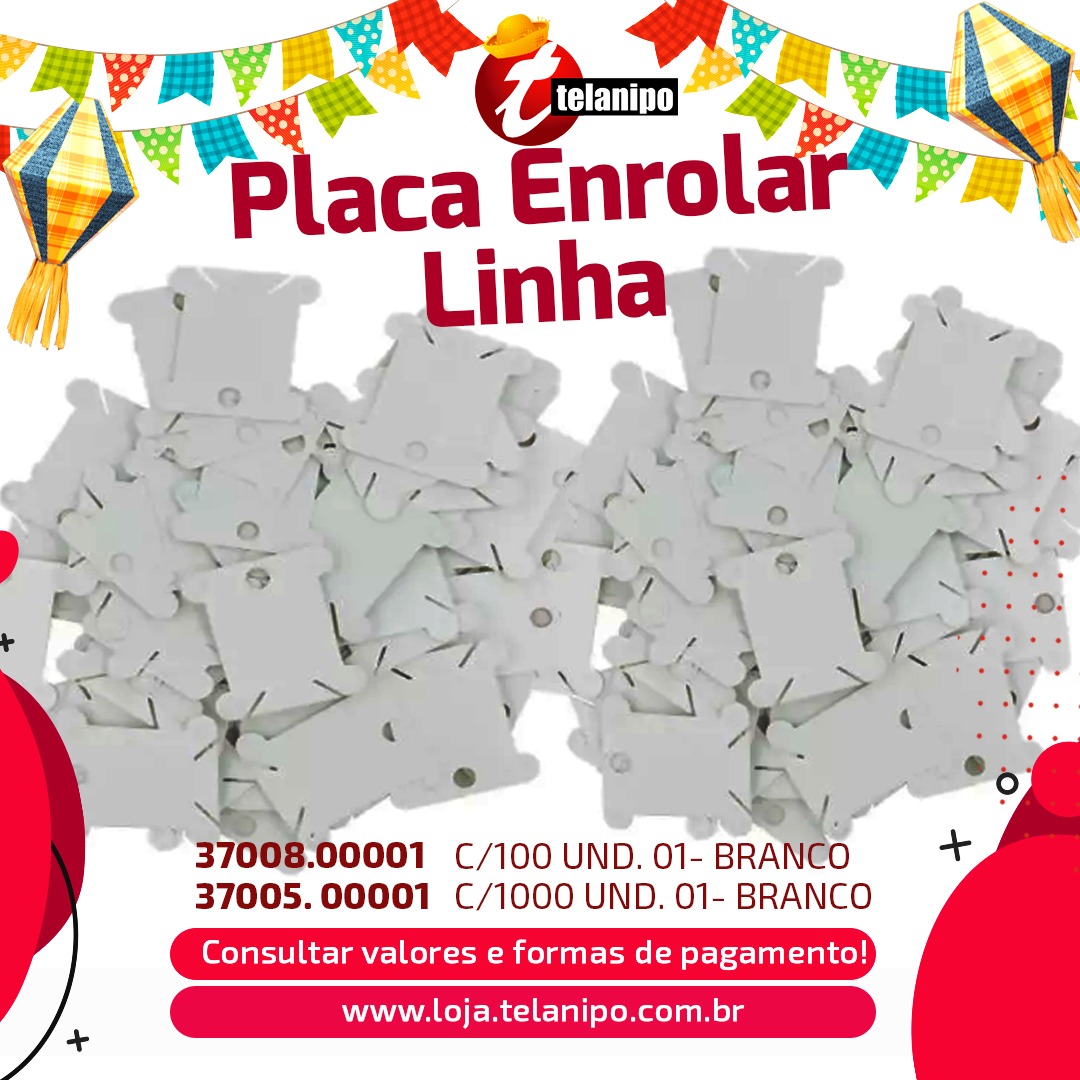 t telanipo
Placa Enrolar
Linha
37008.00001 C/100 UND. 01- BRANCO
37005. 00001 C/1000 UND. 01- BRANCO
Consultar valores e formas de pagamento!
www.loja.telanipo.com.br